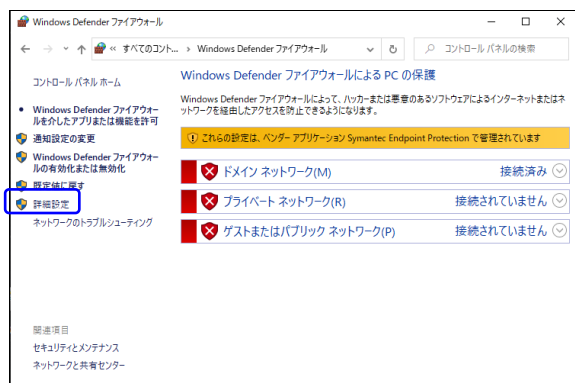 Windows Defender ファイアウォール
« すべてのコント... › Windows Defender ファイアウォール
コントロール パネルの検索
コントロール パネル ホーム
Windows Defender ファイアウォー
ルを介したアプリまたは機能を許可
通知設定の変更
Windows Defender ファイアウォー
ルの有効化または無効化
既定値に戻す
詳細設定
ネットワークのトラブルシューティング
Windows Defender ファイアウォールによる PC の保護
Windows Defender ファイアウォールによって、ハッカーまたは悪意のあるソフトウェアによるインターネットまたはネ
ットワークを経由したアクセスを防止できるようになります。
これらの設定は、ベンダー アプリケーション Symantec Endpoint Protection で管理されています
ドメイン ネットワーク(M) 接続済み
プライベート ネットワーク(R) 接続されていません
ゲストまたはパブリック ネットワーク(P) 接続されていません
関連項目
セキュリティとメンテナンス
ネットワークと共有センター